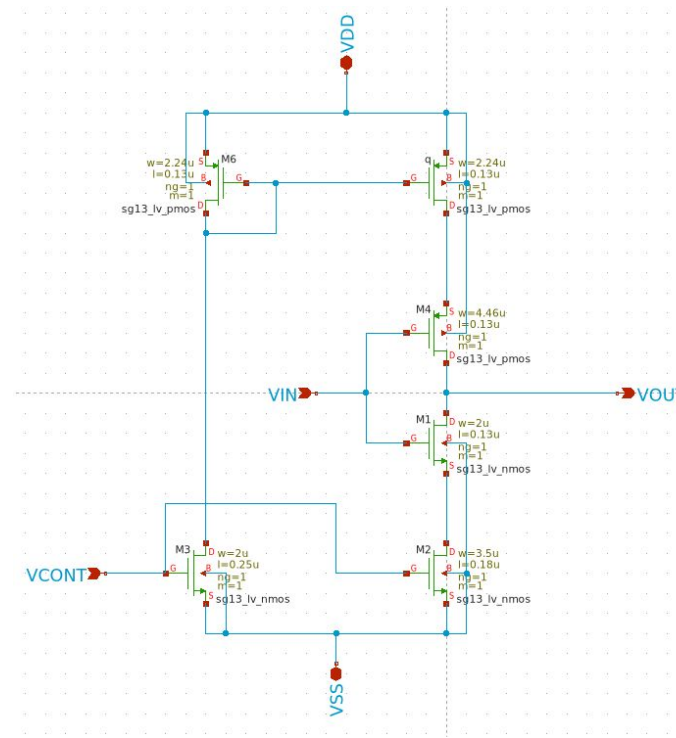 VDD
M6
S
w=2.24u
l=0.13u
B
G
ng=1
m=1
D
sg13_lv_pmos
q
S
w=2.24u
l=0.13u
G
B
ng=1
m=1
D
sg13_lv_pmos
M4
S
w=4.46u
l=0.13u
G
B
ng=1
m=1
D
sg13_lv_pmos
VIN
VOU
M1
D
w=2u
l=0.13u
G
B
ng=1
m=1
S
sg13_lv_nmos
M3
D
w=2u
l=0.25u
VCONT
G
B
ng=1
m=1
S
sg13_lv_nmos
M2
D
w=3.5u
l=0.18u
G
B
ng=1
m=1
S
sg13_lv_nmos
VSS